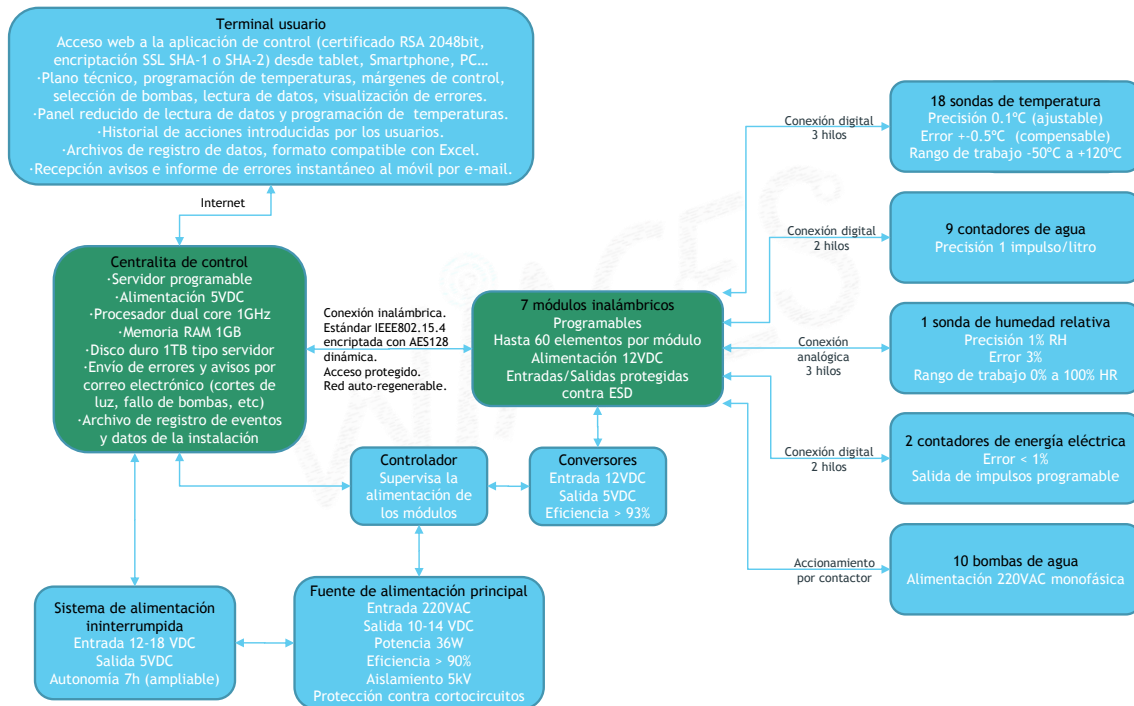 Terminal usuario
Acceso web a la aplicación de control (certificado RSA 2048bit,
encriptación SSL SHA-1 o SHA-2) desde tablet, Smartphone, PC…
·Plano técnico, programación de temperaturas, márgenes de control,
selección de bombas, lectura de datos, visualización de errores.
·Panel reducido de lectura de datos y programación de temperaturas.
·Historial de acciones introducidas por los usuarios.
·Archivos de registro de datos, formato compatible con Excel.
·Recepción avisos e informe de errores instantáneo al móvil por e-mail.
Internet
Centralita de control
·Servidor programable
·Alimentación 5VDC
·Procesador dual core 1GHz
·Memoria RAM 1GB
·Disco duro 1TB tipo servidor
·Envío de errores y avisos por
correo electrónico (cortes de
luz, fallo de bombas, etc)
·Archivo de registro de eventos
y datos de la instalación
Conexión inalámbrica.
Estándar IEEE802.15.4
encriptada con AES128
dinámica.
Acceso protegido.
Red auto-regenerable.
7 módulos inalámbricos
Programables
Hasta 60 elementos por módulo
Alimentación 12VDC
Entradas/Salidas protegidas
contra ESD
Conexión digital
3 hilos
18 sondas de temperatura
Precisión 0.1ºC (ajustable)
Error +-0.5ºC (compensable)
Rango de trabajo -50ºC a +120ºC
Conexión digital
2 hilos
9 contadores de agua
Precisión 1 impulso/litro
Conexión
analógica
3 hilos
1 sonda de humedad relativa
Precisión 1% RH
Error 3%
Rango de trabajo 0% a 100% HR
Conexión digital
2 hilos
2 contadores de energía eléctrica
Error < 1%
Salida de impulsos programable
Accionamiento
por contactor
10 bombas de agua
Alimentación 220VAC monofásica
Controlador
Supervisa la
alimentación de
los módulos
Conversores
Entrada 12VDC
Salida 5VDC
Eficiencia > 93%
Sistema de alimentación
ininterrumpida
Entrada 12-18 VDC
Salida 5VDC
Autonomía 7h (ampliable)
Fuente de alimentación principal
Entrada 220VAC
Salida 10-14 VDC
Potencia 36W
Eficiencia > 90%
Aislamiento 5kV
Protección contra cortocircuitos